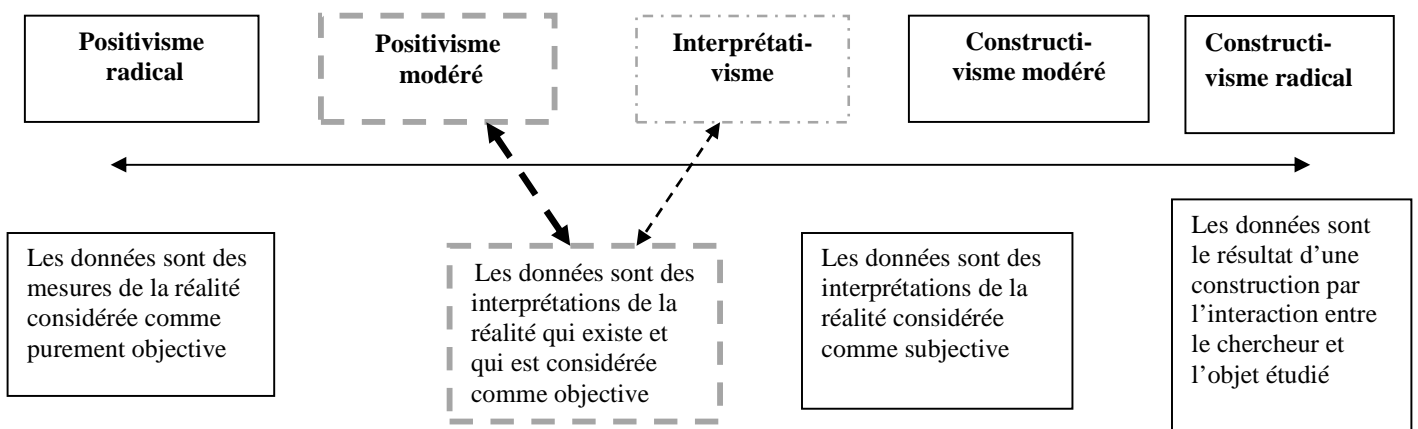 Positivisme
radical
Positivisme
modéré
Interprétati-
visme
Constructi-
visme modéré
Constructi-
visme radical
Les données sont des
mesures de la réalité
considérée comme
purement objective
Les données sont des
interprétations de la
réalité qui existe et
qui est considérée
comme objective
Les données sont des
interprétations de la
réalité considérée
comme subjective
Les données sont
le résultat d’une
construction par
l’interaction entre
le chercheur et
l’objet étudié